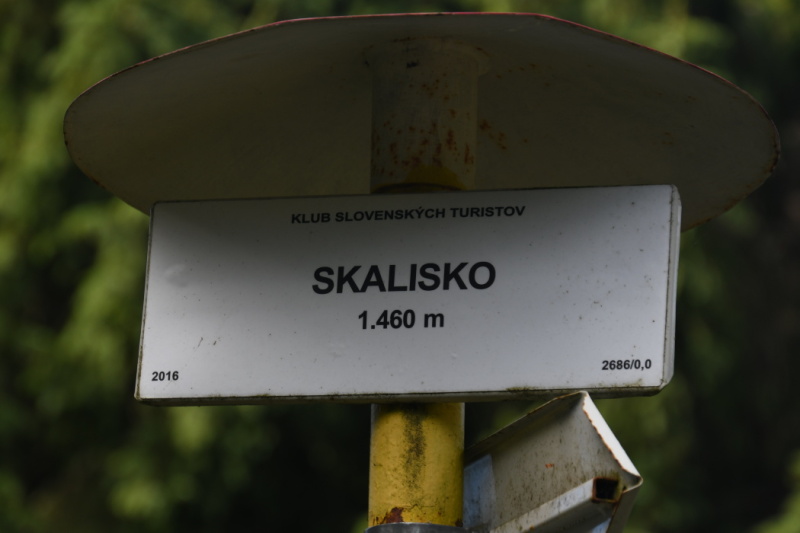 KLUB SLOVENSKÝCH TURISTOV
SKALISKO
1.460 m
2016
2686/0,0